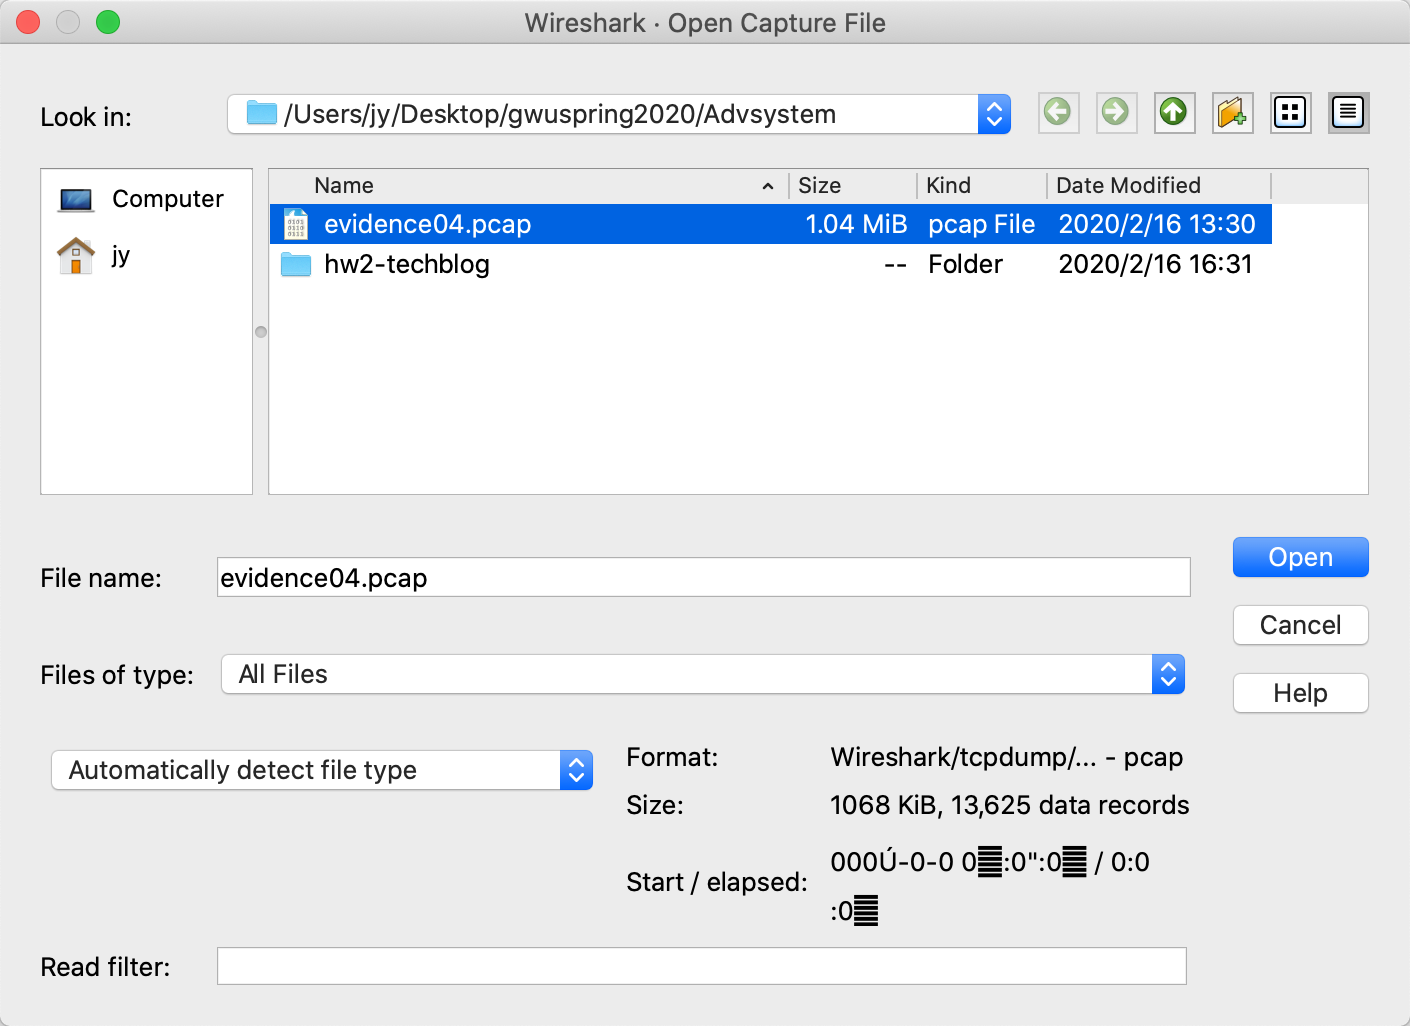 Wireshark · Open Capture File
Look in: /Users/jy/Desktop/gwuspring2020/Advsystem
Computer
jy
Name Size Kind Date Modified
evidence04.pcap 1.04 MiB pcap File 2020/2/16 13:30
hw2-techblog -- Folder 2020/2/16 16:31
File name: evidence04.pcap
Open
Cancel
Files of type: All Files
Help
Automatically detect file type
Format: Wireshark/tcpdump/... - pcap
Size: 1068 KiB, 13,625 data records
Start / elapsed: 000Ú-0-0 0:0":0 / 0:0
:0
Read filter: